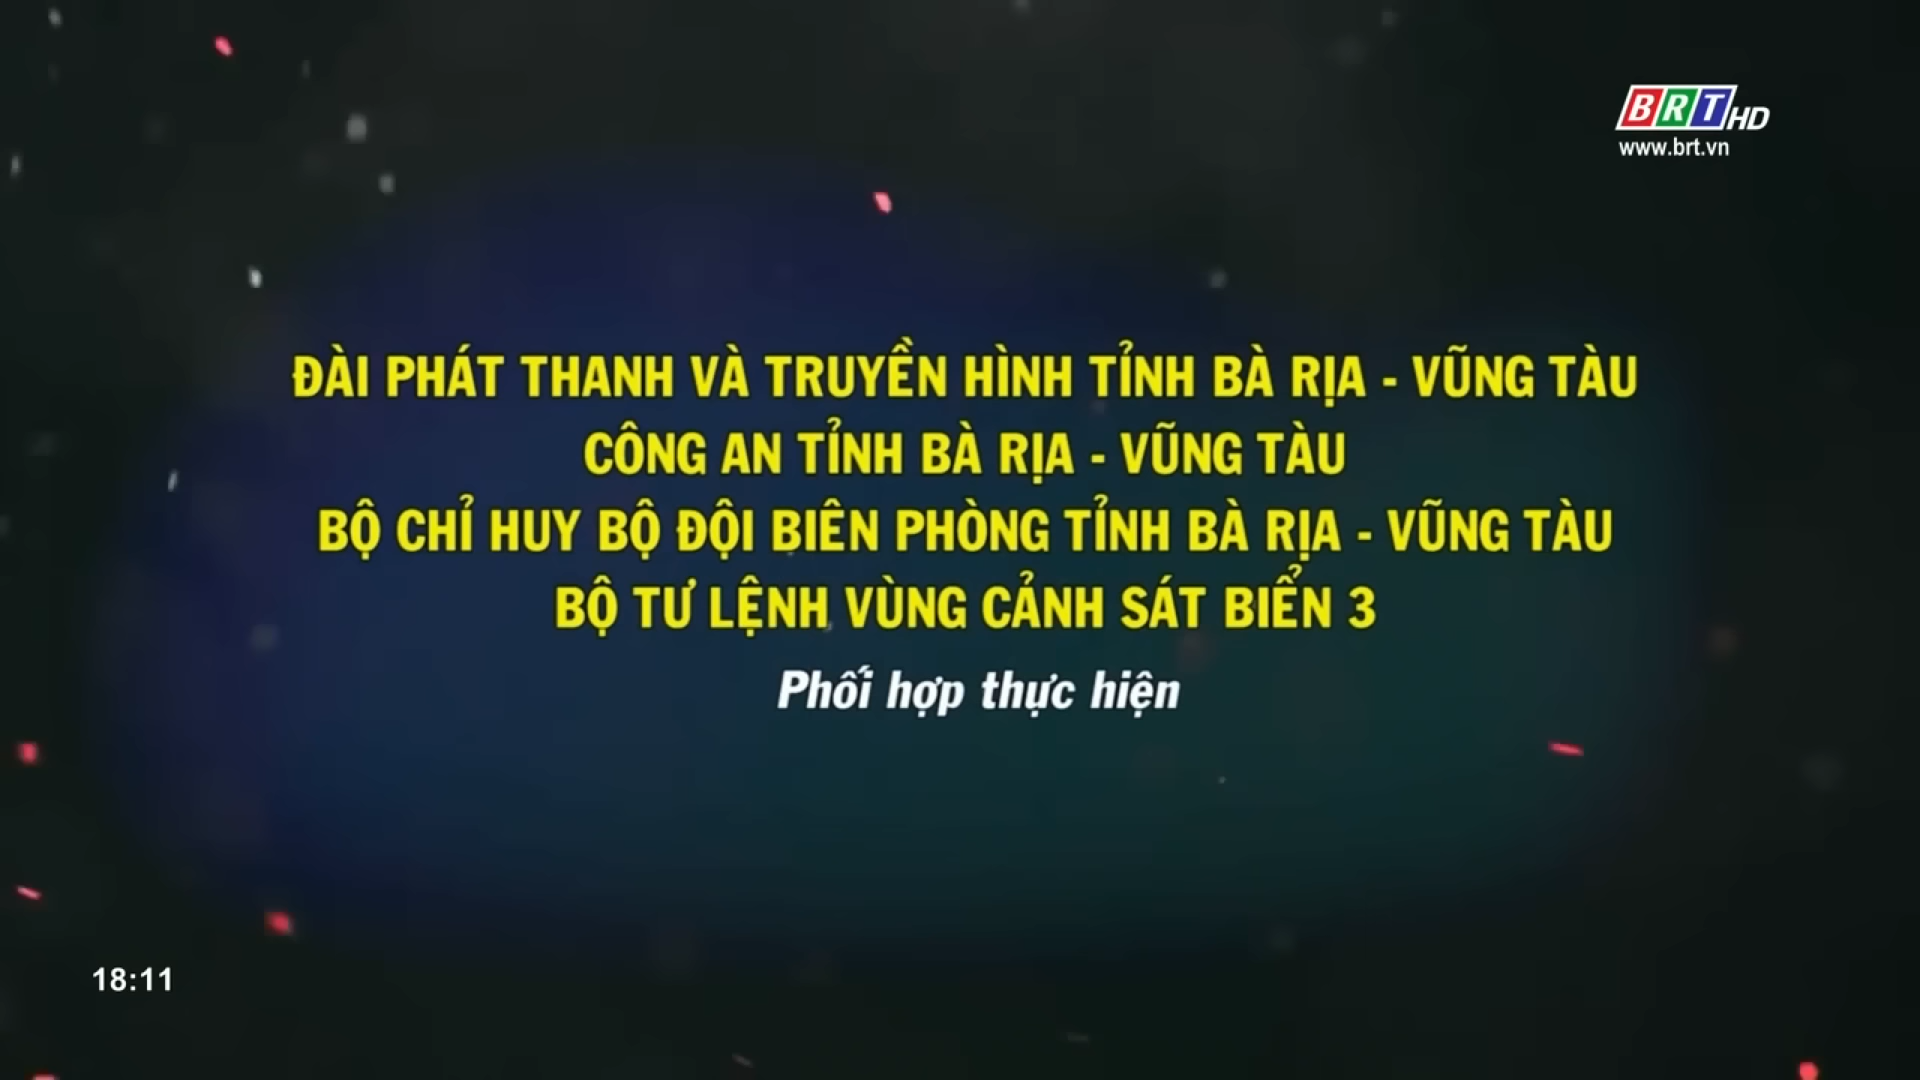 BRT HD
www.brt.vn
ĐÀI PHÁT THANH VÀ TRUYỀN HÌNH TỈNH BÀ RỊA - VŨNG TÀU
CÔNG AN TỈNH BÀ RỊA - VŨNG TÀU
BỘ CHỈ HUY BỘ ĐỘI BIÊN PHÒNG TỈNH BÀ RỊA - VŨNG TÀU
BỘ TƯ LỆNH VÙNG CẢNH SÁT BIỂN 3
Phối hợp thực hiện
18:11